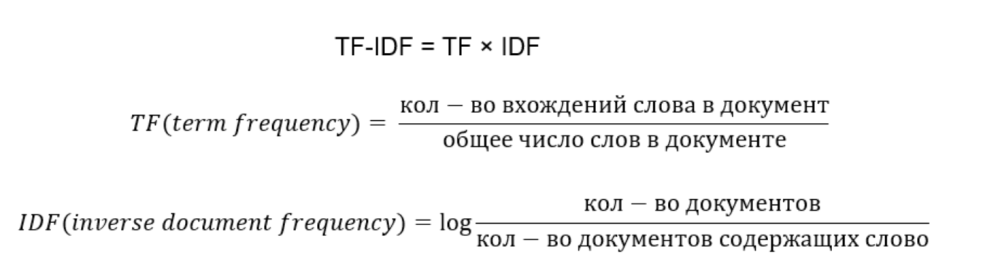 TF-IDF = TF × IDF
TF(term frequency) = кол − во вхождений слова в документ
общее число слов в документе
IDF(inverse document frequency) = log кол − во документов
кол − во документов содержащих слово